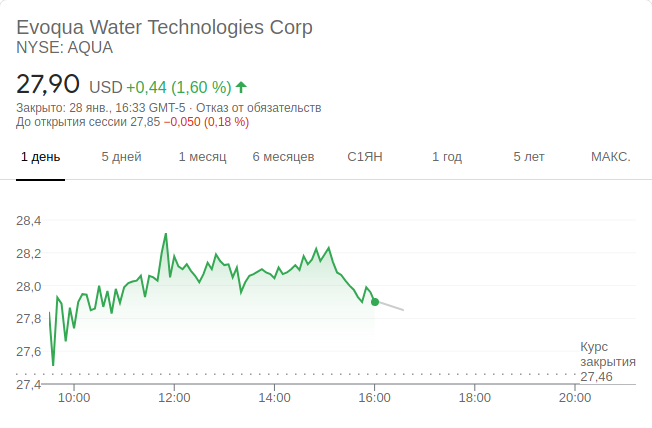 Evoqua Water Technologies Corp
NYSE: AQUA
27,90 USD +0,44 (1,60 %)
Закрыто: 28 янв., 16:33 GMT-5 · Отказ от обязательств
До открытия сессии 27,85 −0,050 (0,18 %)
1 день 5 дней 1 месяц 6 месяцев С1ЯН 1 год 5 лет МАКС.
28,4
28,2
28,0
27,8
27,6
27,4
Курс
закрытия
27,46
10:00 12:00 14:00 16:00 18:00 20:00